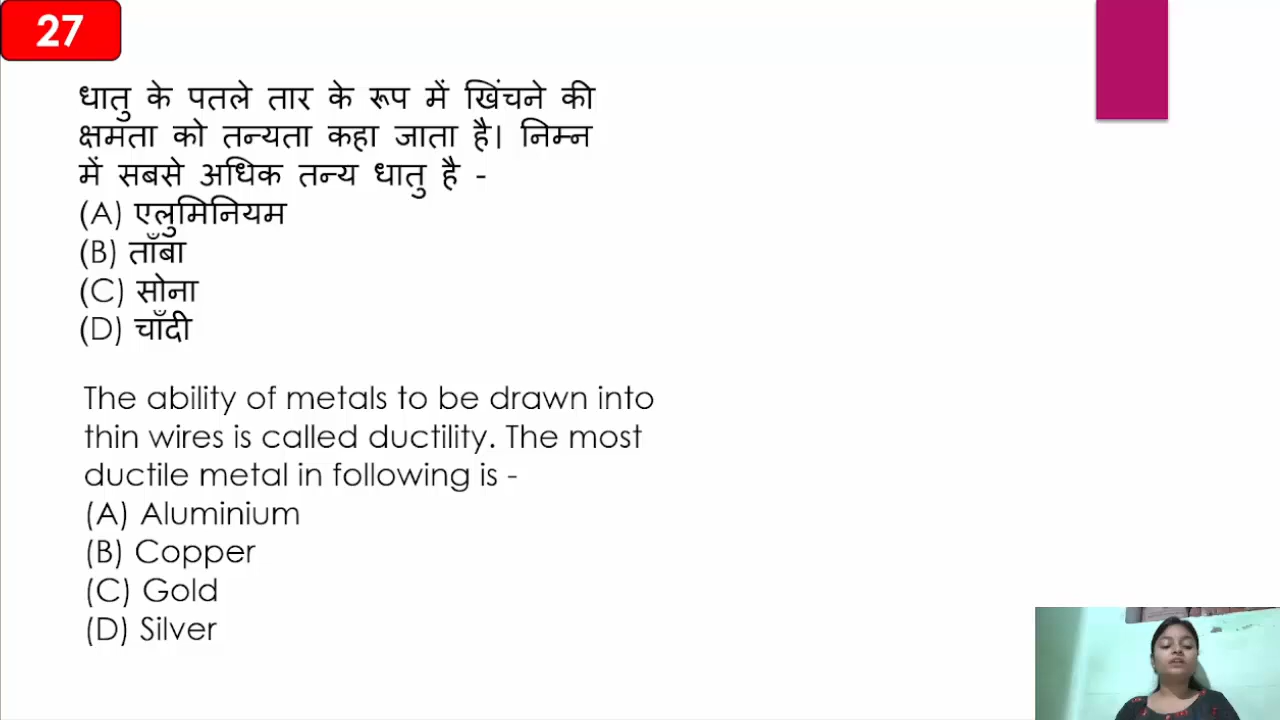 27
धातु के पतले तार के रूप में खिंचने की
क्षमता को तन्यता कहा जाता है। निम्न
में सबसे अधिक तन्य धातु है -
(A) एलुमिनियम
(B) ताँबा
(C) सोना
(D) चाँदी
The ability of metals to be drawn into
thin wires is called ductility. The most
ductile metal in following is -
(A) Aluminium
(B) Copper
(C) Gold
(D) Silver